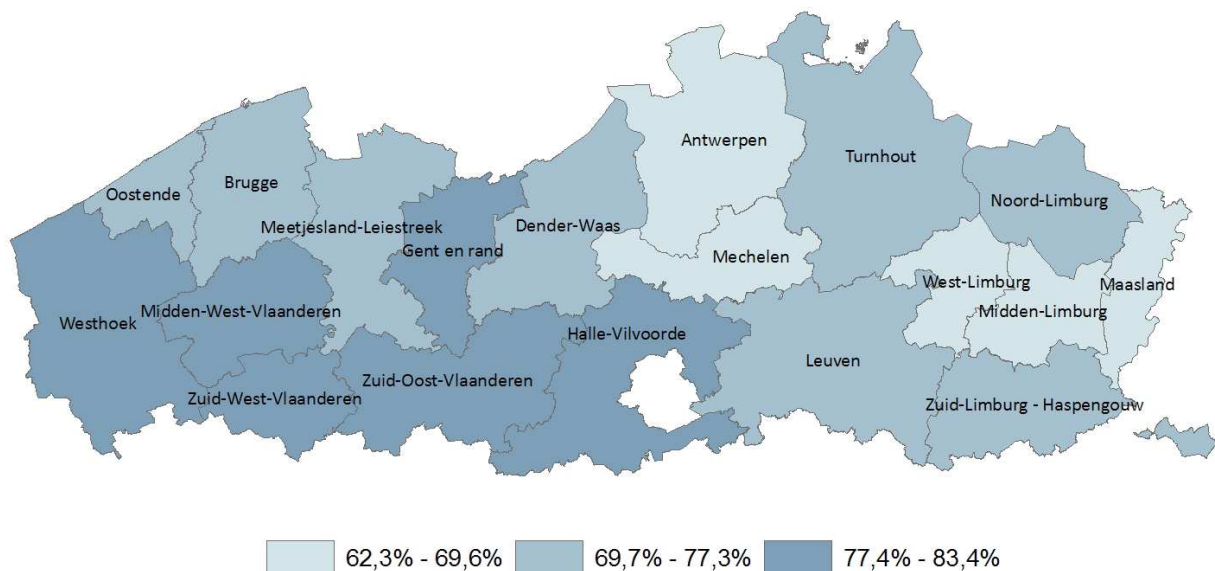 Antwerpen
Turnhout
Brugge
Oostende
Noord-Limburg
Meetjesland-Leiestreek
Dender-Waas
Gent en rand
Mechelen
West-Limburg
Maasland
Midden-West-Vlaanderen
Midden-Limburg
Westhoek
Halle-Vilvoorde
Leuven
Zuid-Oost-Vlaanderen
Zuid-West-Vlaanderen
Zuid-Limburg - Haspengouw
62,3% - 69,6% 69,7% - 77,3% 77,4% - 83,4%